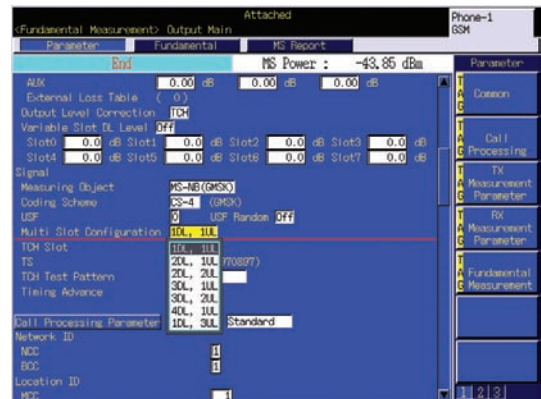 Attached
Phone-1
GSM
<Fundamental Measurement> Output Main
Parameter Fundamental MS Report
End MS Power : -43.85 dBm
Parameter
AUX 0.00 dB 0.00 dB 0.00 dB
External Loss Table ( 0)
Output Level Correction TCH
Variable Slot DL Level Off
Slot0 0.0 dB Slot1 0.0 dB Slot2 0.0 dB Slot3 0.0 dB
Slot4 0.0 dB Slot5 0.0 dB Slot6 0.0 dB Slot7 0.0 dB
Signal
Measuring Object MS-NB(GMSK)
Coding Scheme CS-4 (GMSK)
USF 0 USF Random Off
Multi Slot Configuration 1DL, 1UL
TCH Slot 1DL, 1UL
TS 2DL, 1UL 70897)
TCH Test Pattern 2DL, 2UL
3DL, 1UL
Timing Advance 3DL, 2UL
4DL, 1UL
Call Processing Parameter 1DL, 3UL Standard
Network ID
NCC 1
BCC 1
Location ID
MCC 1
TAG Common
TAG Call Processing
TAG TX Measurement Parameter
TAG RX Measurement Parameter
TAG Fundamental Measurement
1 2 3